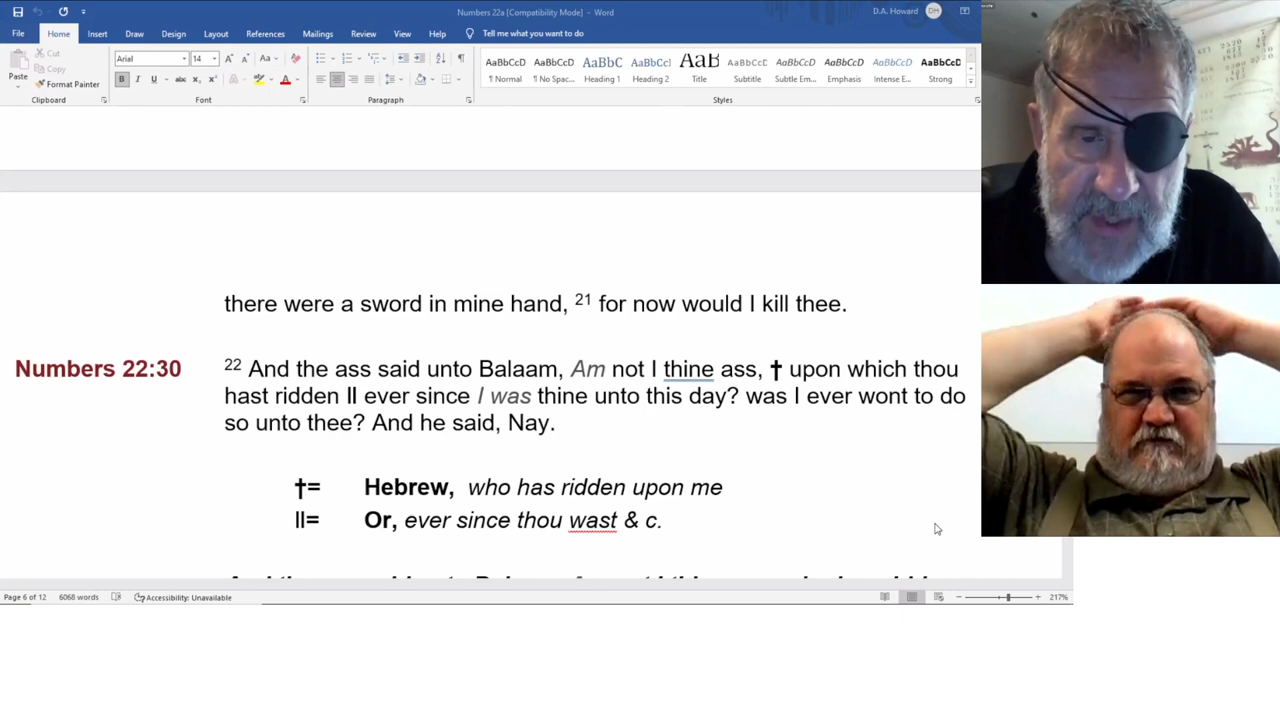 Numbers 22a [Compatibility Mode] - Word
D.A. Howard
DH
File Home Insert Draw Design Layout References Mailings Review View Help Tell me what you want to do
Paste
Cut
Copy
Format Painter
Clipboard
Arial 14
B I U
Font
Paragraph
AaBbCcD AaBbCcD AaBbC AaBbCcl AaB AaBbCcD AaBbCcD AaBbCcD AaBbCcD AaBbCcD
¶ Normal ¶ No Spac... Heading 1 Heading 2 Title Subtitle Subtle Em... Emphasis Intense E... Strong
Styles
there were a sword in mine hand, 21 for now would I kill thee.
Numbers 22:30 22 And the ass said unto Balaam, Am not I thine ass, † upon which thou
hast ridden ll ever since I was thine unto this day? was I ever wont to do
so unto thee? And he said, Nay.
†= Hebrew, who has ridden upon me
ll= Or, ever since thou wast & c.
Page 6 of 12 6068 words Accessibility: Unavailable 217%